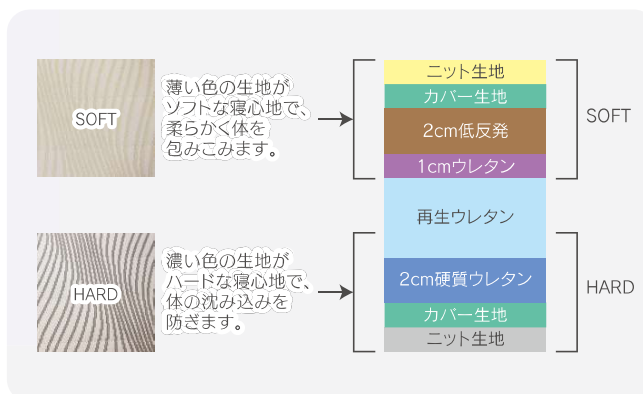 SOFT
薄い色の生地が
ソフトな寝心地で、
柔らかく体を
包みこみます。
ニット生地
カバー生地
2cm低反発
1cmウレタン
SOFT
再生ウレタン
HARD
濃い色の生地が
ハードな寝心地で、
体の沈み込みを
防ぎます。
2cm硬質ウレタン
カバー生地
ニット生地
HARD